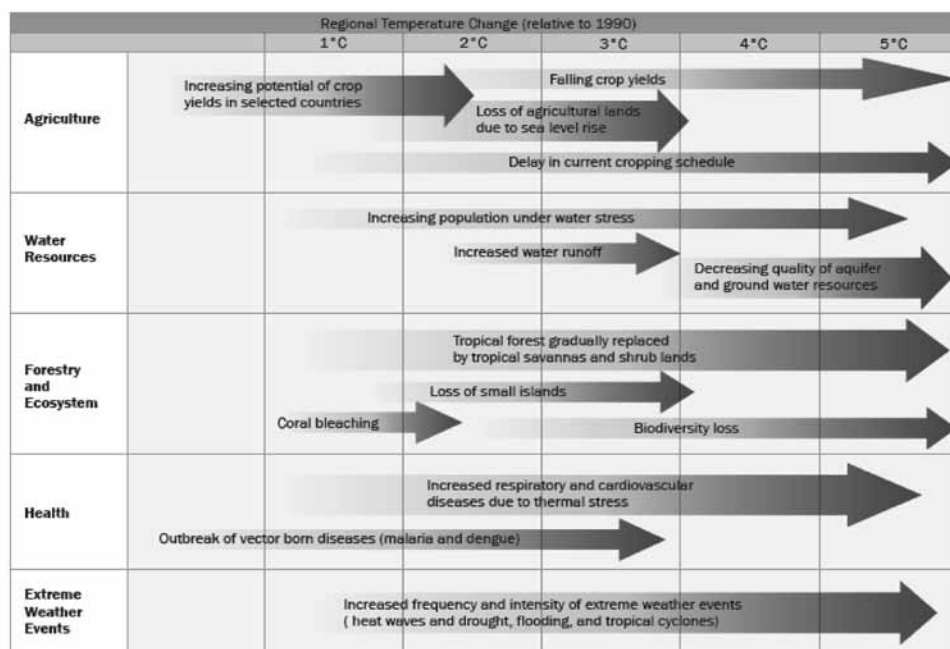 Regional Temperature Change (relative to 1990)
1°C 2°C 3°C 4°C 5°C
Agriculture
Increasing potential of crop
yields in selected countries
Falling crop yields
Loss of agricultural lands
due to sea level rise
Delay in current cropping schedule
Water
Resources
Increasing population under water stress
Increased water runoff
Decreasing quality of aquifer
and ground water resources
Forestry
and
Ecosystem
Tropical forest gradually replaced
by tropical savannas and shrub lands
Loss of small islands
Coral bleaching
Biodiversity loss
Health
Increased respiratory and cardiovascular
diseases due to thermal stress
Outbreak of vector born diseases (malaria and dengue)
Extreme
Weather
Events
Increased frequency and intensity of extreme weather events
( heat waves and drought, flooding, and tropical cyclones)